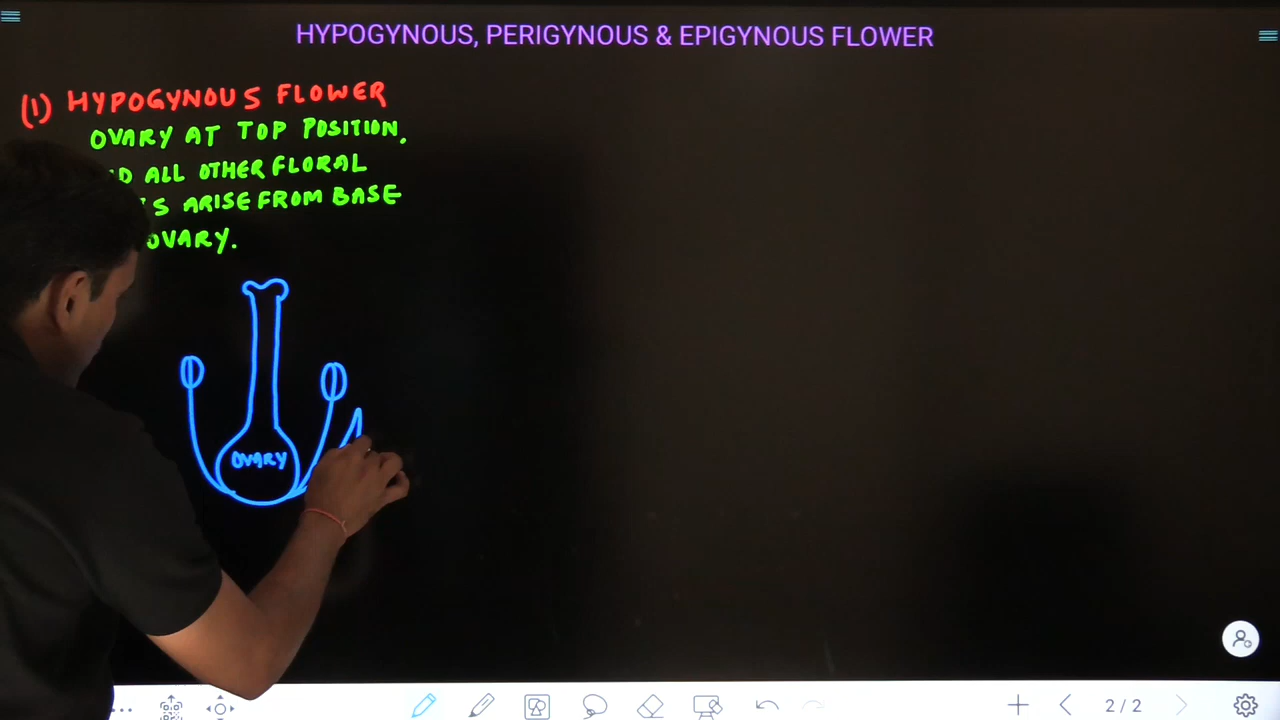 HYPOGYNOUS, PERIGYNOUS & EPIGYNOUS FLOWER
(1) HYPOGYNOUS FLOWER
OVARY AT TOP POSITION.
ALL OTHER FLORAL
ARISE FROM BASE
OVARY.
OVARY
2/2